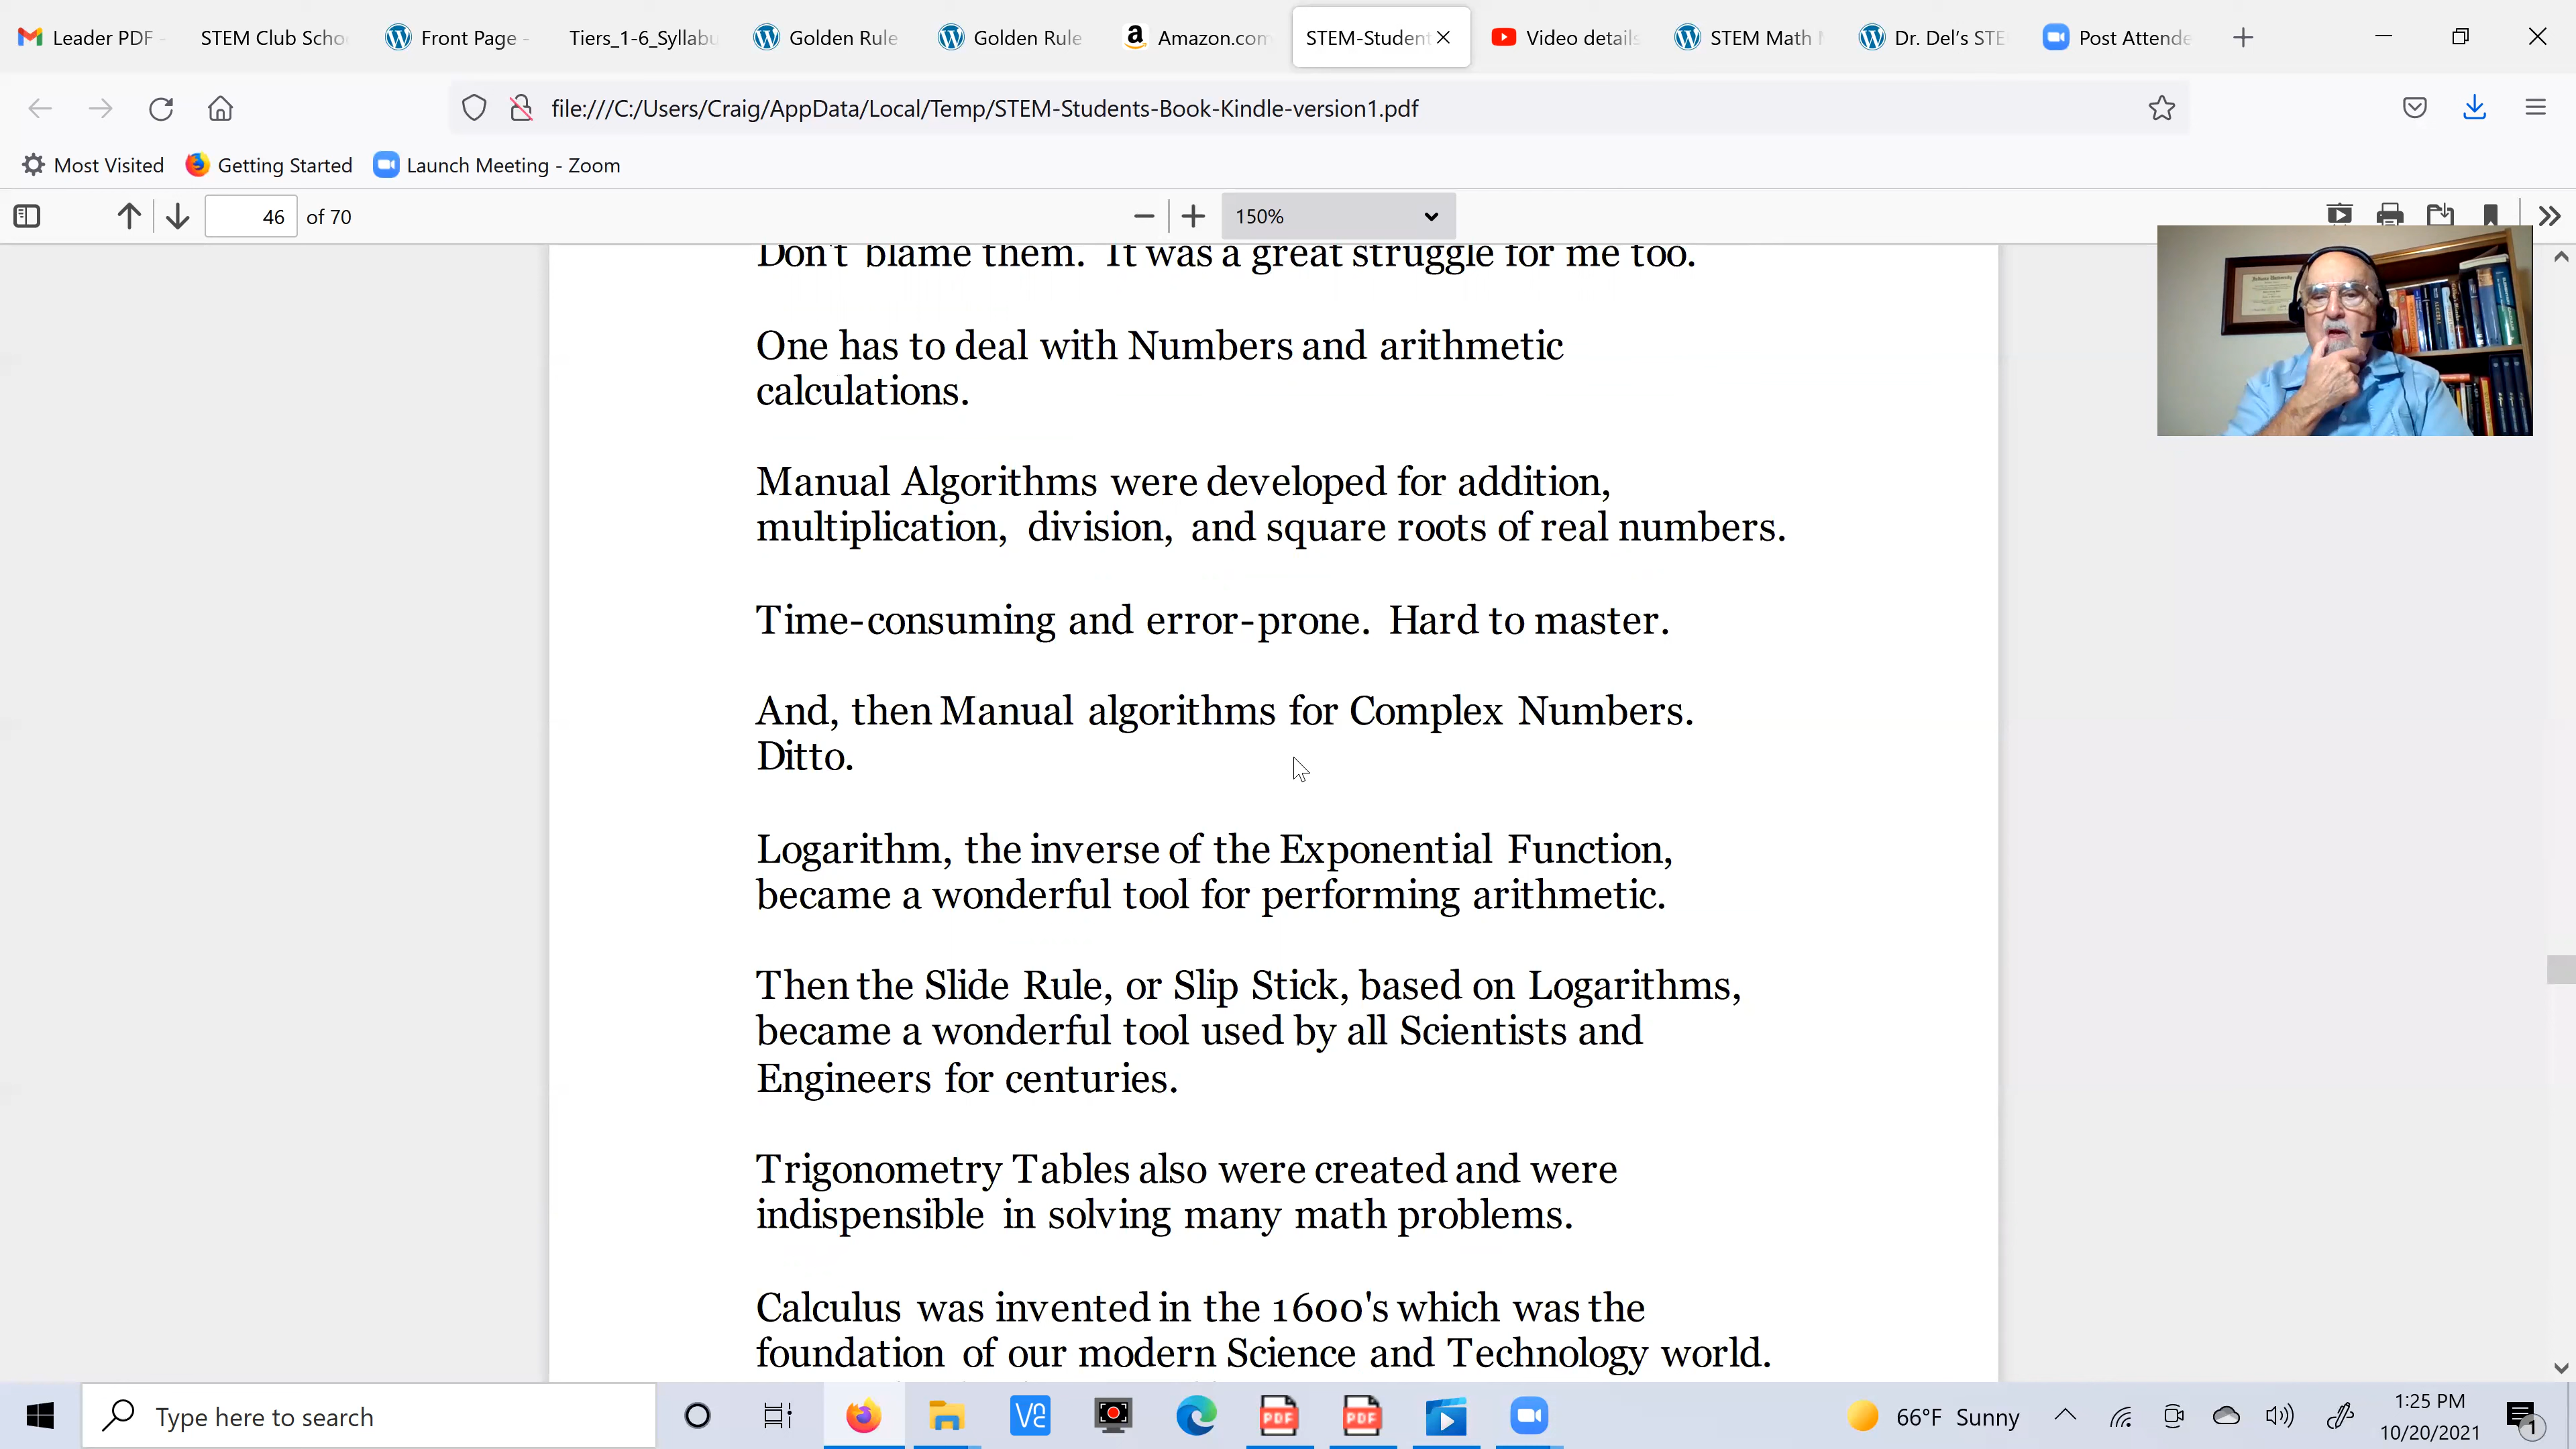 Leader PDF -
STEM Club Scho
Front Page -
Tiers_1-6_Syllabu
Golden Rule
Golden Rule
Amazon.com
STEM-Student
Video details
STEM Math M
Dr. Del's STE
Post Attende
file:///C:/Users/Craig/AppData/Local/Temp/STEM-Students-Book-Kindle-version1.pdf
Most Visited
Getting Started
Launch Meeting - Zoom
46 of 70
150%
Don't blame them. It was a great struggle for me too.
One has to deal with Numbers and arithmetic
calculations.
Manual Algorithms were developed for addition,
multiplication, division, and square roots of real numbers.
Time-consuming and error-prone. Hard to master.
And, then Manual algorithms for Complex Numbers.
Ditto.
Logarithm, the inverse of the Exponential Function,
became a wonderful tool for performing arithmetic.
Then the Slide Rule, or Slip Stick, based on Logarithms,
became a wonderful tool used by all Scientists and
Engineers for centuries.
Trigonometry Tables also were created and were
indispensible in solving many math problems.
Calculus was invented in the 1600's which was the
foundation of our modern Science and Technology world.
Type here to search
PDF
PDF
66°F Sunny
1:25 PM
10/20/2021
1